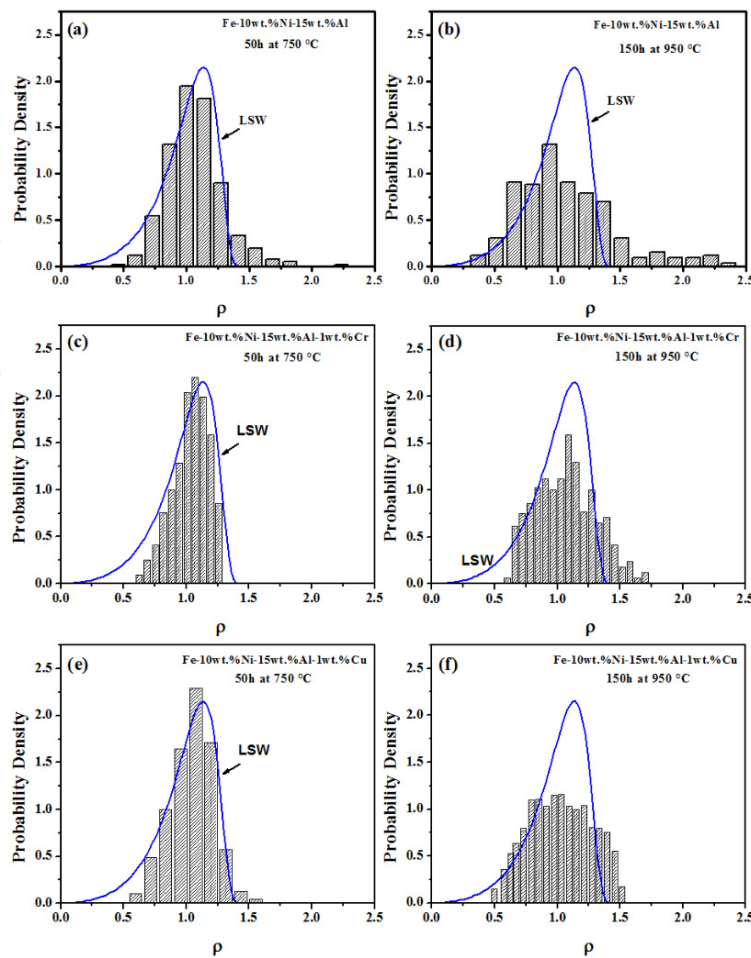 (a)
Fe-10wt.%Ni-15wt.%Al
50h at 750 °C
LSW
Probability Density
2.5
2.0
1.5
1.0
0.5
0.0
0.0 0.5 1.0 1.5 2.0 2.5
ρ
(b)
Fe-10wt.%Ni-15wt.%Al
150h at 950 °C
LSW
Probability Density
2.5
2.0
1.5
1.0
0.5
0.0
0.0 0.5 1.0 1.5 2.0 2.5
ρ
(c)
Fe-10wt.%Ni-15wt.%Al-1wt.%Cr
50h at 750 °C
LSW
Probability Density
2.5
2.0
1.5
1.0
0.5
0.0
0.0 0.5 1.0 1.5 2.0 2.5
ρ
(d)
Fe-10wt.%Ni-15wt.%Al-1wt.%Cr
150h at 950 °C
LSW
Probability Density
2.5
2.0
1.5
1.0
0.5
0.0
0.0 0.5 1.0 1.5 2.0 2.5
ρ
(e)
Fe-10wt.%Ni-15wt.%Al-1wt.%Cu
50h at 750 °C
LSW
Probability Density
2.5
2.0
1.5
1.0
0.5
0.0
0.0 0.5 1.0 1.5 2.0 2.5
ρ
(f)
Fe-10wt.%Ni-15wt.%Al-1wt.%Cu
150h at 950 °C
LSW
Probability Density
2.5
2.0
1.5
1.0
0.5
0.0
0.0 0.5 1.0 1.5 2.0 2.5
ρ